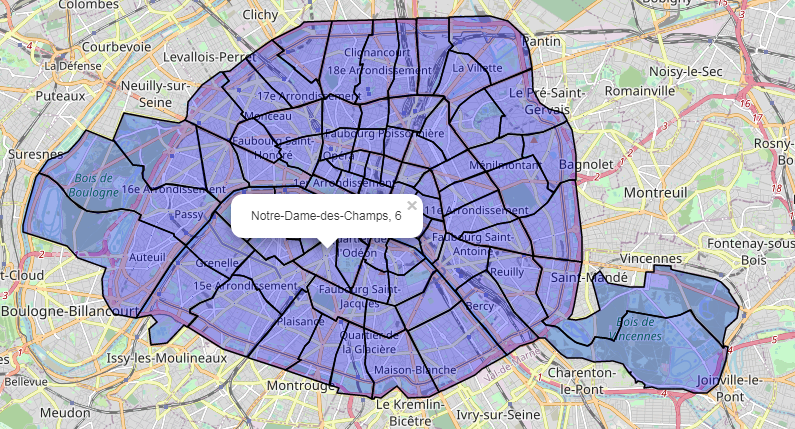 Colombes
Clichy
Bobigny
Courbevoie
Pantin
Levallois-Perret
Clignancourt
La Défense
18e Arrondissement
La Villette
Noisy-le-Sec
Puteaux
Neuilly-sur-
Seine
17e Arrondissement
Le Pré-Saint-
Gervais
Romainville
16
17
Monceau
Faubourg Poissonnière
Faubourg Saint-
Honoré
Opéra
Rosny-
Suresnes
Ménilmontant
Bagnolet
Bois de
Boulogne
16e Arrondissement
1er Arrondissement
Montreuil
Passy
Notre-Dame-des-Champs, 6
×
11e Arrondissement
Faubourg Saint-
Antoine
Fontenay-sous-
Bois
l'Odéon
Auteuil
Grenelle
Vincennes
t-Cloud
Reuilly
Saint-Mandé
15e Arrondissement
Faubourg Saint-
Jacques
Bercy
Boulogne-Billancourt
Plaisance
Bois de
Vincennes
Quartier de
la Glacière
Issy-les-Moulineaux
Maison-Blanche
Charenton-
le-Pont
Bellevue
Montrouge
Joinville-le-
Pont
Meudon
Le Kremlin-
Bicêtre
Ivry-sur-Seine